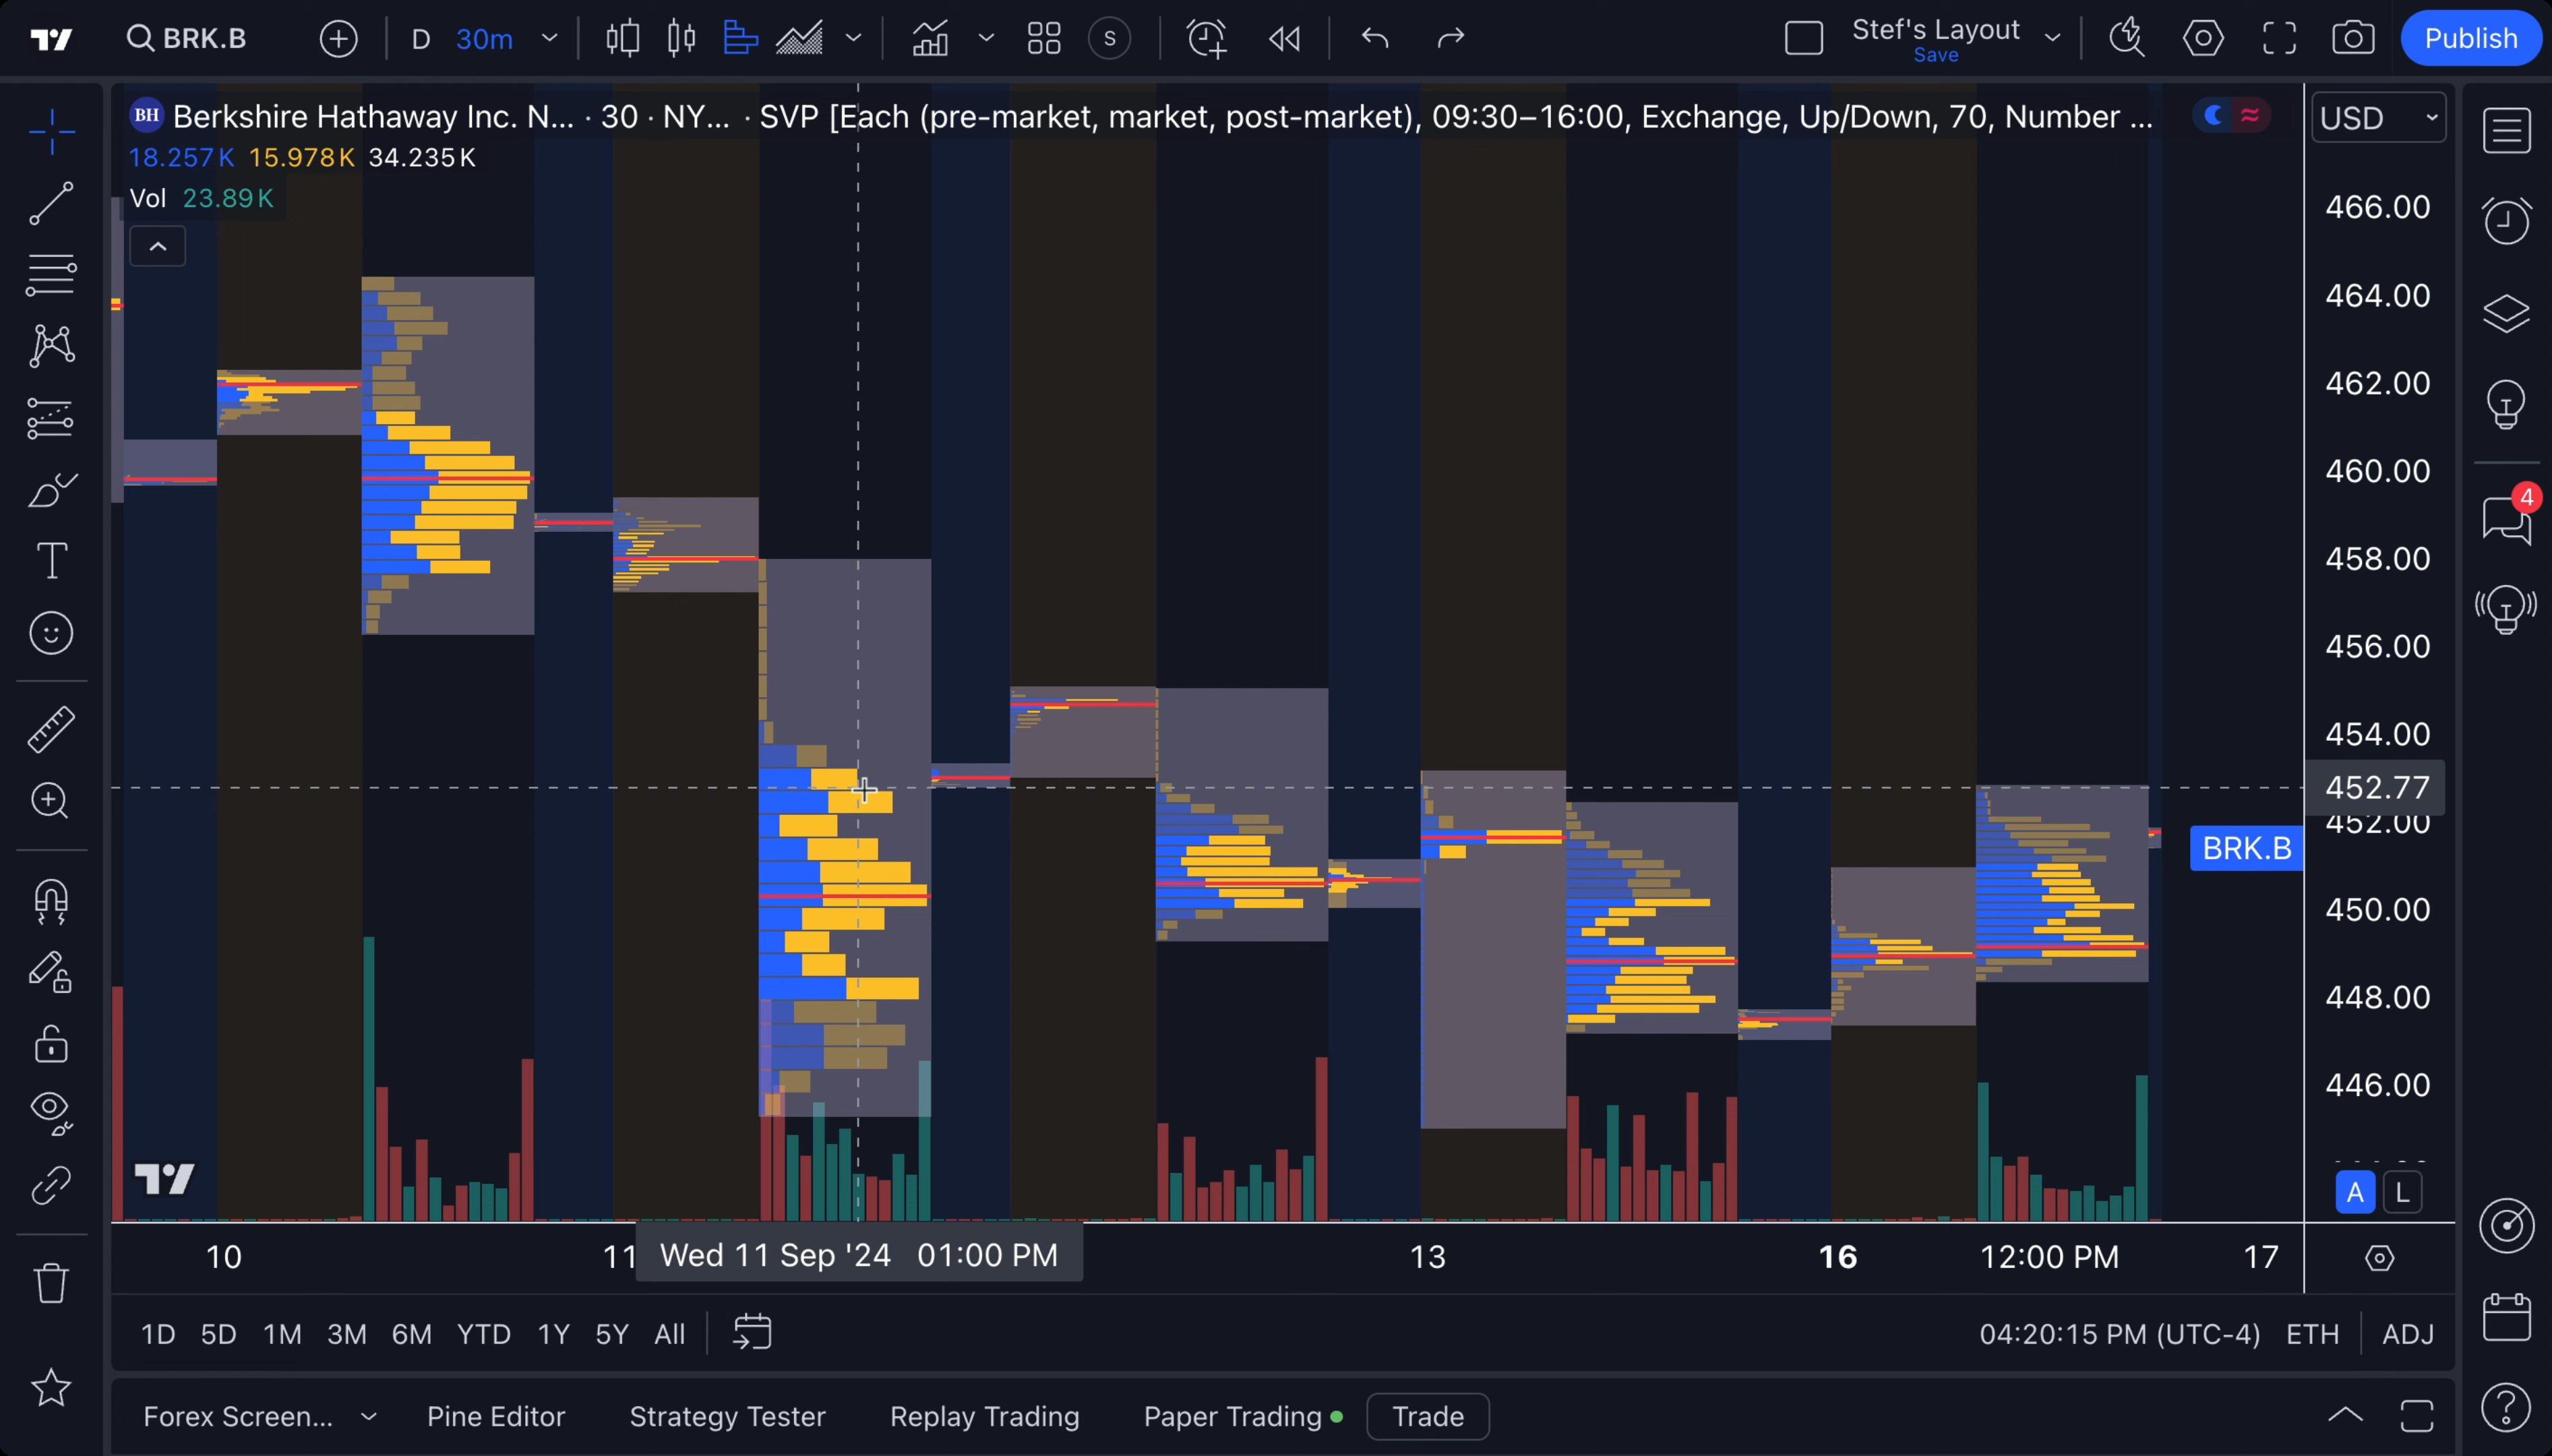 BRK.B
D 30m
S
Stef's Layout
Save
Publish
BH Berkshire Hathaway Inc. N... · 30 · NY... · SVP [Each (pre-market, market, post-market), 09:30–16:00, Exchange, Up/Down, 70, Number ...
USD
18.257K 15.978K 34.235K
Vol 23.89K
466.00
464.00
462.00
460.00
4
458.00
456.00
454.00
452.77
452.00
BRK.B
450.00
448.00
446.00
A L
10 11 Wed 11 Sep '24 01:00 PM 13 16 12:00 PM 17
1D 5D 1M 3M 6M YTD 1Y 5Y All
04:20:15 PM (UTC-4) ETH ADJ
Forex Screen... Pine Editor Strategy Tester Replay Trading Paper Trading Trade